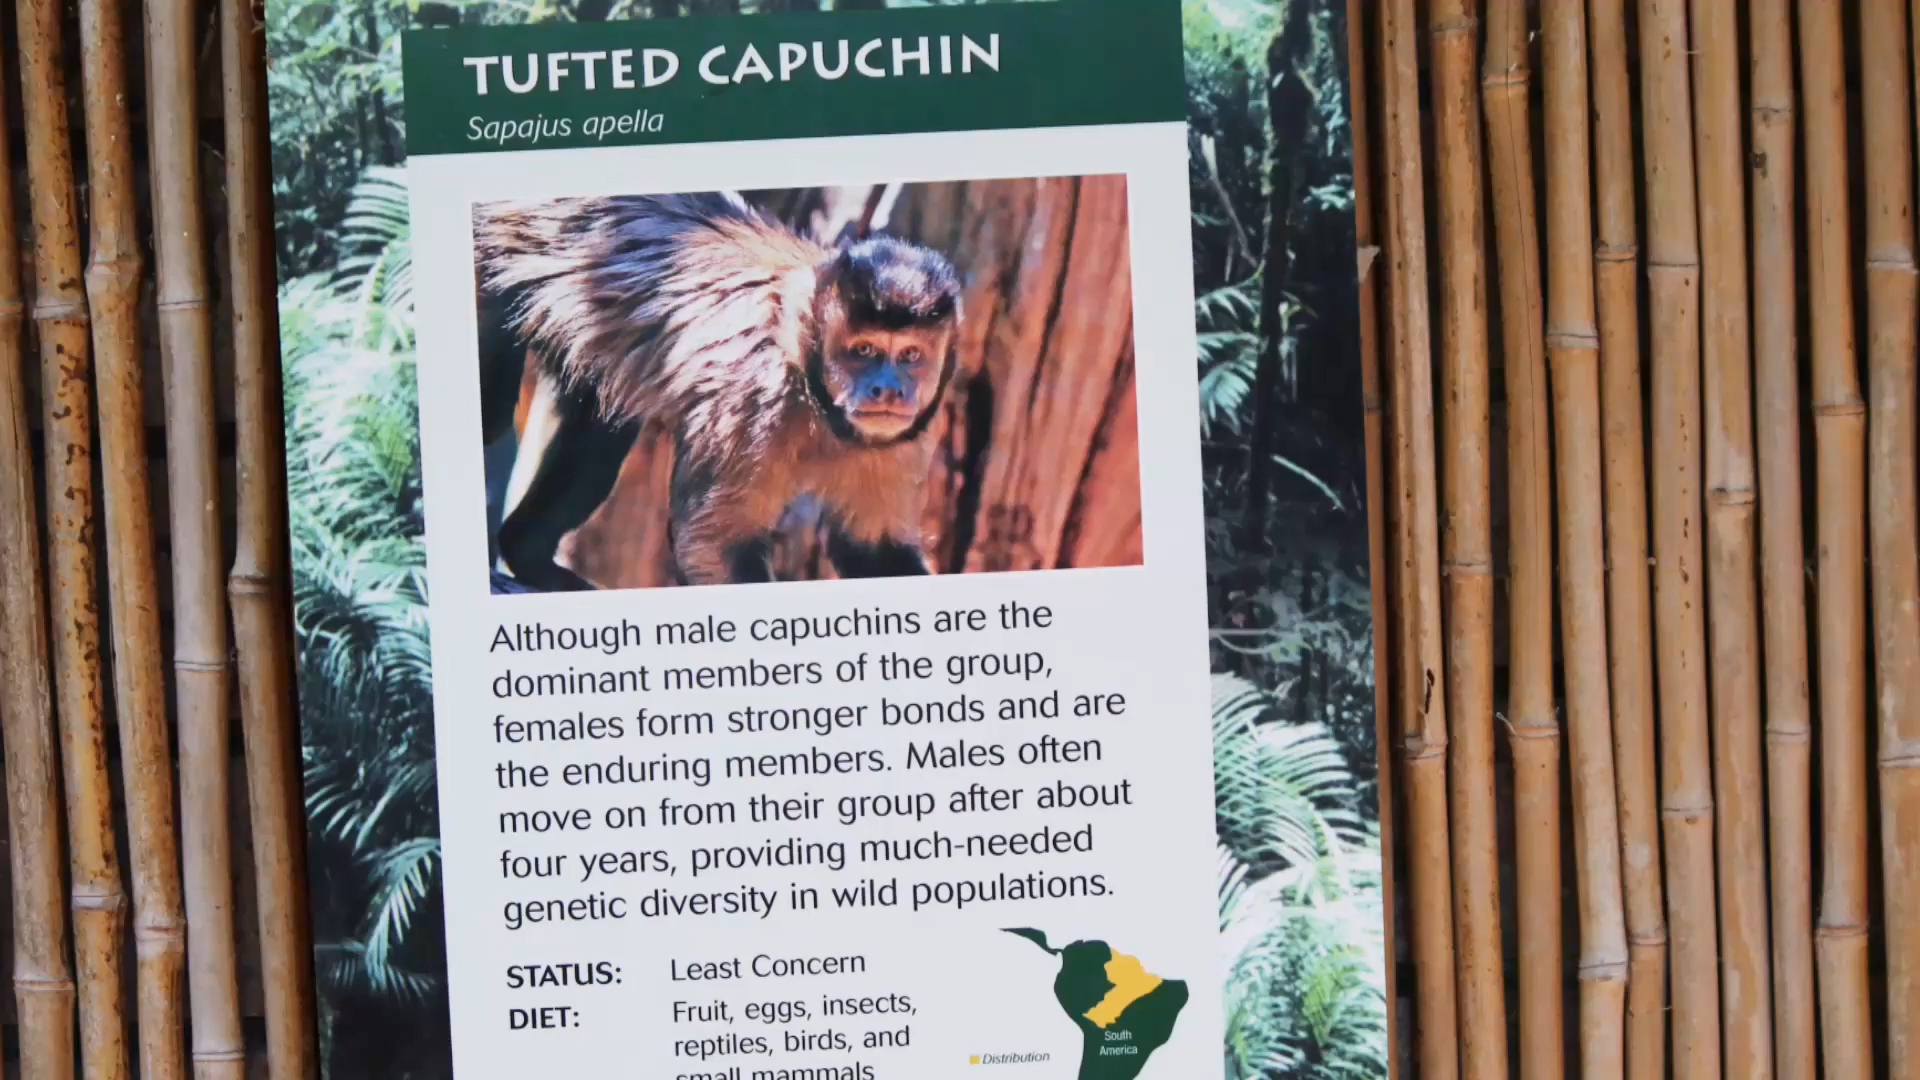 TUFTED CAPUCHIN
Sapajus apella
Although male capuchins are the
dominant members of the group,
females form stronger bonds and are
the enduring members. Males often
move on from their group after about
four years, providing much-needed
genetic diversity in wild populations.
STATUS: Least Concern
DIET: Fruit, eggs, insects,
reptiles, birds, and
small mammals
South
America
Distribution